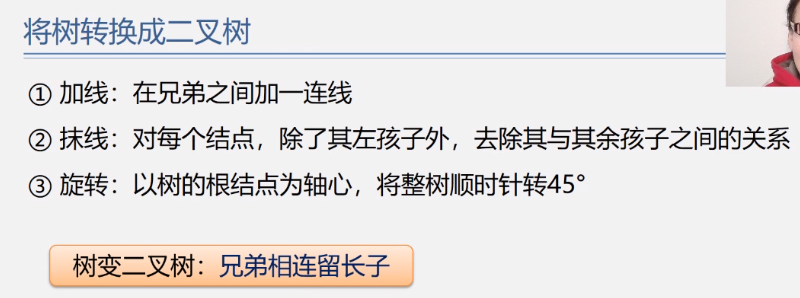 将树转换成二叉树
① 加线：在兄弟之间加一连线
② 抹线：对每个结点，除了其左孩子外，去除其与其余孩子之间的关系
③ 旋转：以树的根结点为轴心，将整树顺时针转45°
树变二叉树：兄弟相连留长子